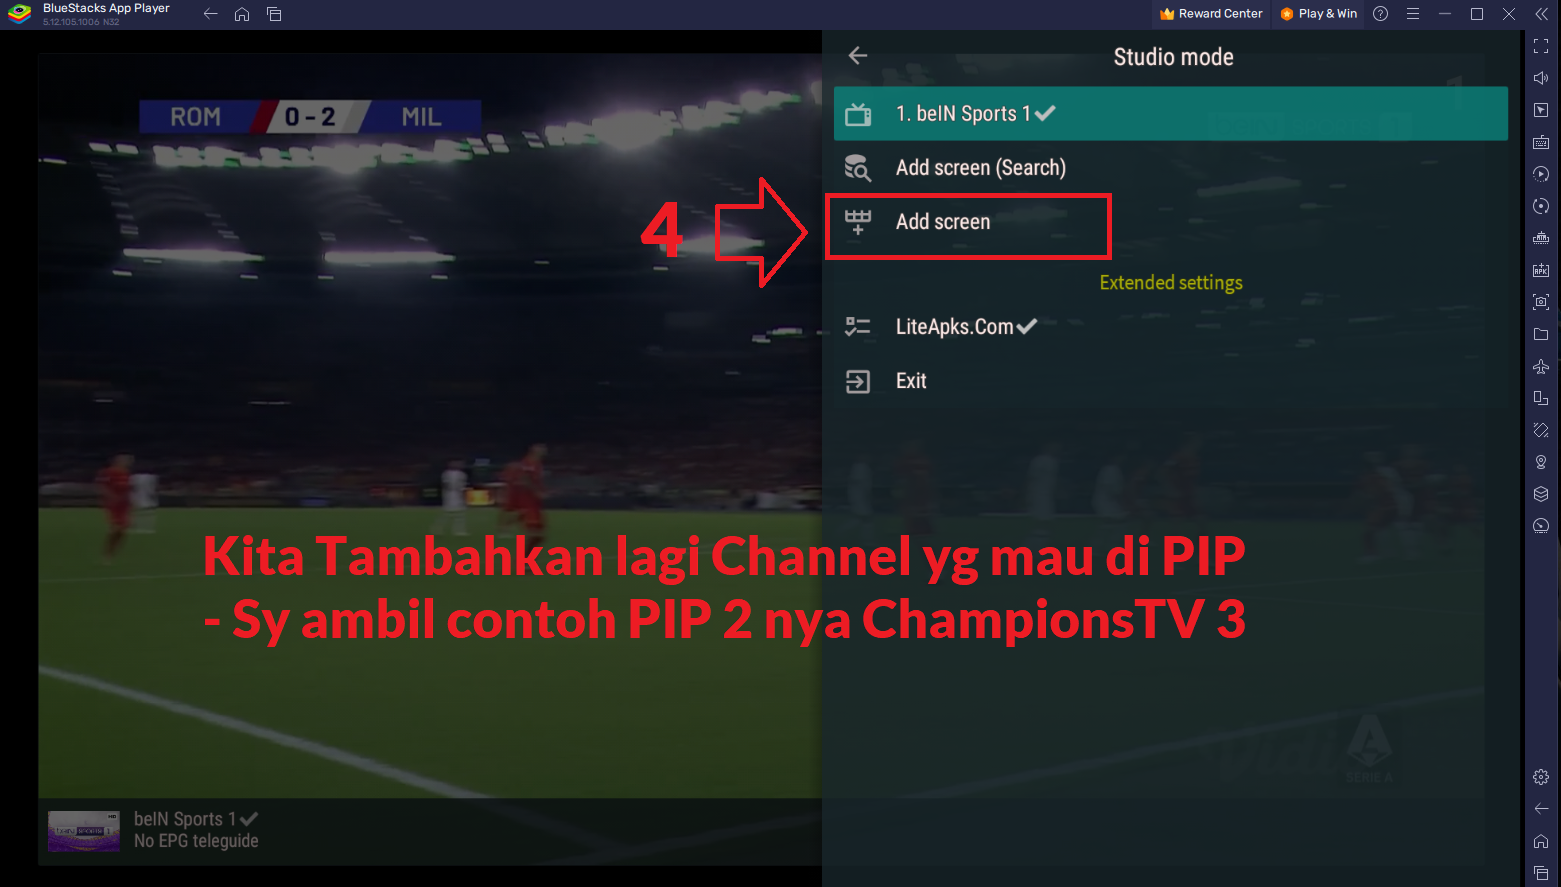 BlueStacks App Player
5.12.105.1006 N32
Reward Center
Play & Win
ROM 0-2 MIL
Studio mode
1. beIN Sports 1
Add screen (Search)
4
Add screen
Extended settings
LiteApks.Com
Exit
Kita Tambahkan lagi Channel yg mau di PIP
- Sy ambil contoh PIP 2 nya ChampionsTV 3
SERIE A
beIN Sports 1
No EPG teleguide